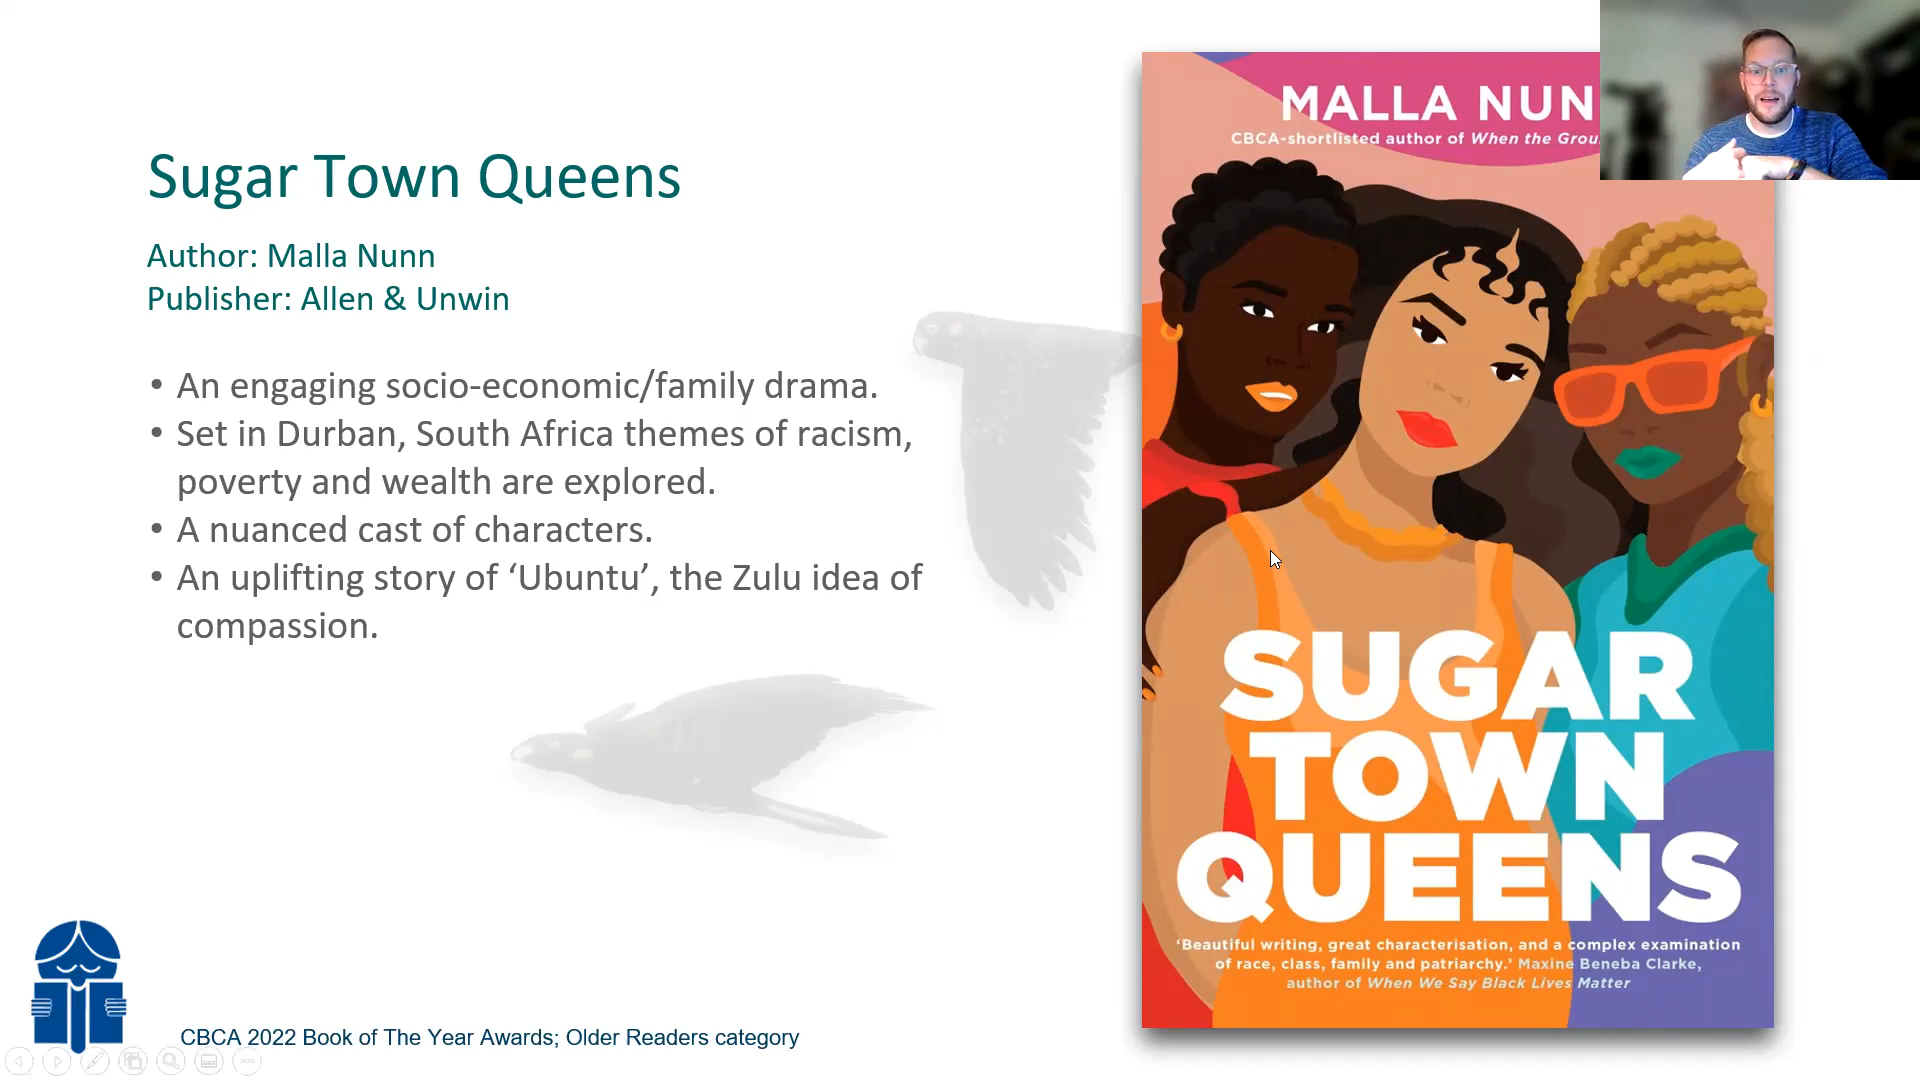 Sugar Town Queens
Author: Malla Nunn
Publisher: Allen & Unwin
• An engaging socio-economic/family drama.
• Set in Durban, South Africa themes of racism,
poverty and wealth are explored.
• A nuanced cast of characters.
• An uplifting story of ‘Ubuntu’, the Zulu idea of
compassion.
CBCA 2022 Book of The Year Awards; Older Readers category
MALLA NUN
CBCA-shortlisted author of When the Grou
SUGAR
TOWN
QUEENS
‘Beautiful writing, great characterisation, and a complex examination
of race, class, family and patriarchy.’ Maxine Beneba Clarke,
author of When We Say Black Lives Matter